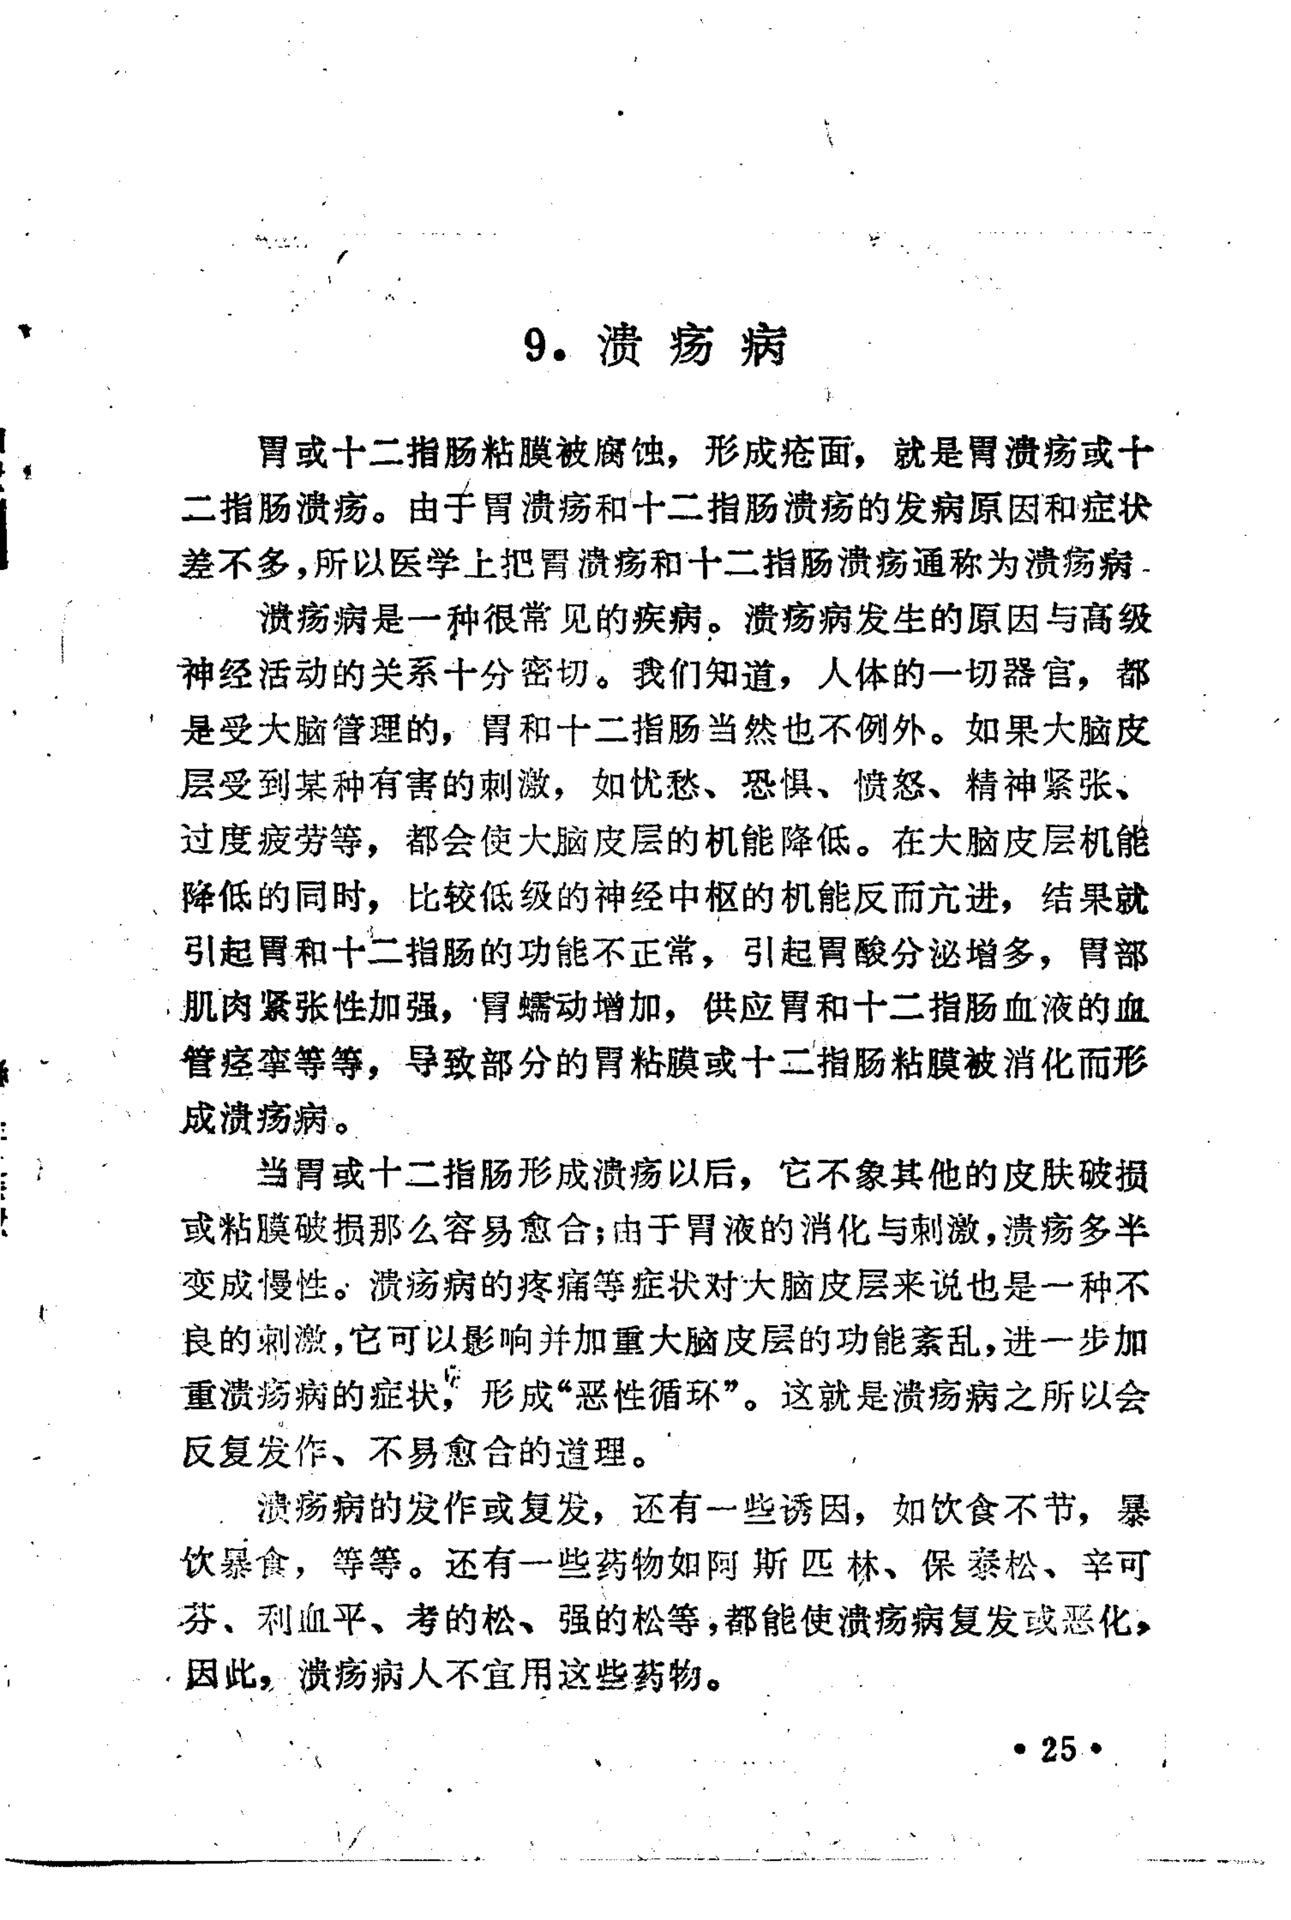 9. 溃疡病
胃或十二指肠粘膜被腐蚀，形成疮面，就是胃溃疡或十
二指肠溃疡。由于胃溃疡和十二指肠溃疡的发病原因和症状
差不多，所以医学上把胃溃疡和十二指肠溃疡通称为溃疡病
溃疡病是一种很常见的疾病。溃疡病发生的原因与高级
神经活动的关系十分密切。我们知道，人体的一切器官，都
是受大脑管理的，胃和十二指肠当然也不例外。如果大脑皮
层受到某种有害的刺激，如忧愁、恐惧、愤怒、精神紧张、
过度疲劳等，都会使大脑皮层的机能降低。在大脑皮层机能
降低的同时，比较低级的神经中枢的机能反而亢进，结果就
引起胃和十二指肠的功能不正常，引起胃酸分泌增多，胃部
肌肉紧张性加强，胃蠕动增加，供应胃和十二指肠血液的血
管痉挛等等，导致部分的胃粘膜或十二指肠粘膜被消化而形
成溃疡病。
当胃或十二指肠形成溃疡以后，它不象其他的皮肤破损
或粘膜破损那么容易愈合；由于胃液的消化与刺激，溃疡多半
变成慢性。溃疡病的疼痛等症状对大脑皮层来说也是一种不
良的刺激，它可以影响并加重大脑皮层的功能紊乱，进一步加
重溃疡病的症状，形成“恶性循环”。这就是溃疡病之所以会
反复发作、不易愈合的道理。
溃疡病的发作或复发，还有一些诱因，如饮食不节，暴
饮暴食，等等。还有一些药物如阿斯匹林、保泰松、辛可
芬、利血平、考的松、强的松等，都能使溃疡病复发或恶化，
因此，溃疡病人不宜用这些药物。
• 25 •